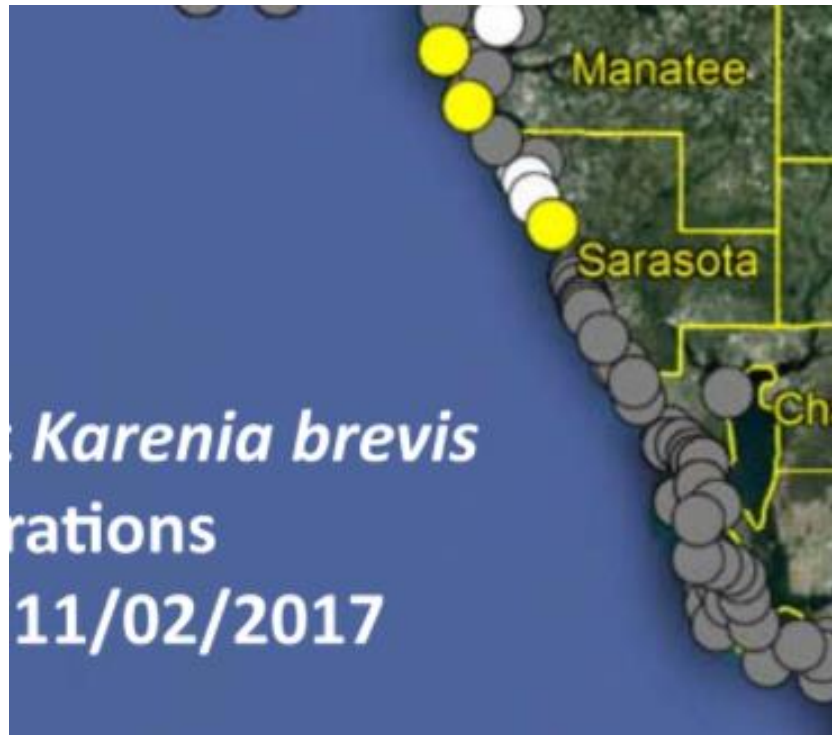 Manatee
Sarasota
Ch
: Karenia brevis
rations
11/02/2017